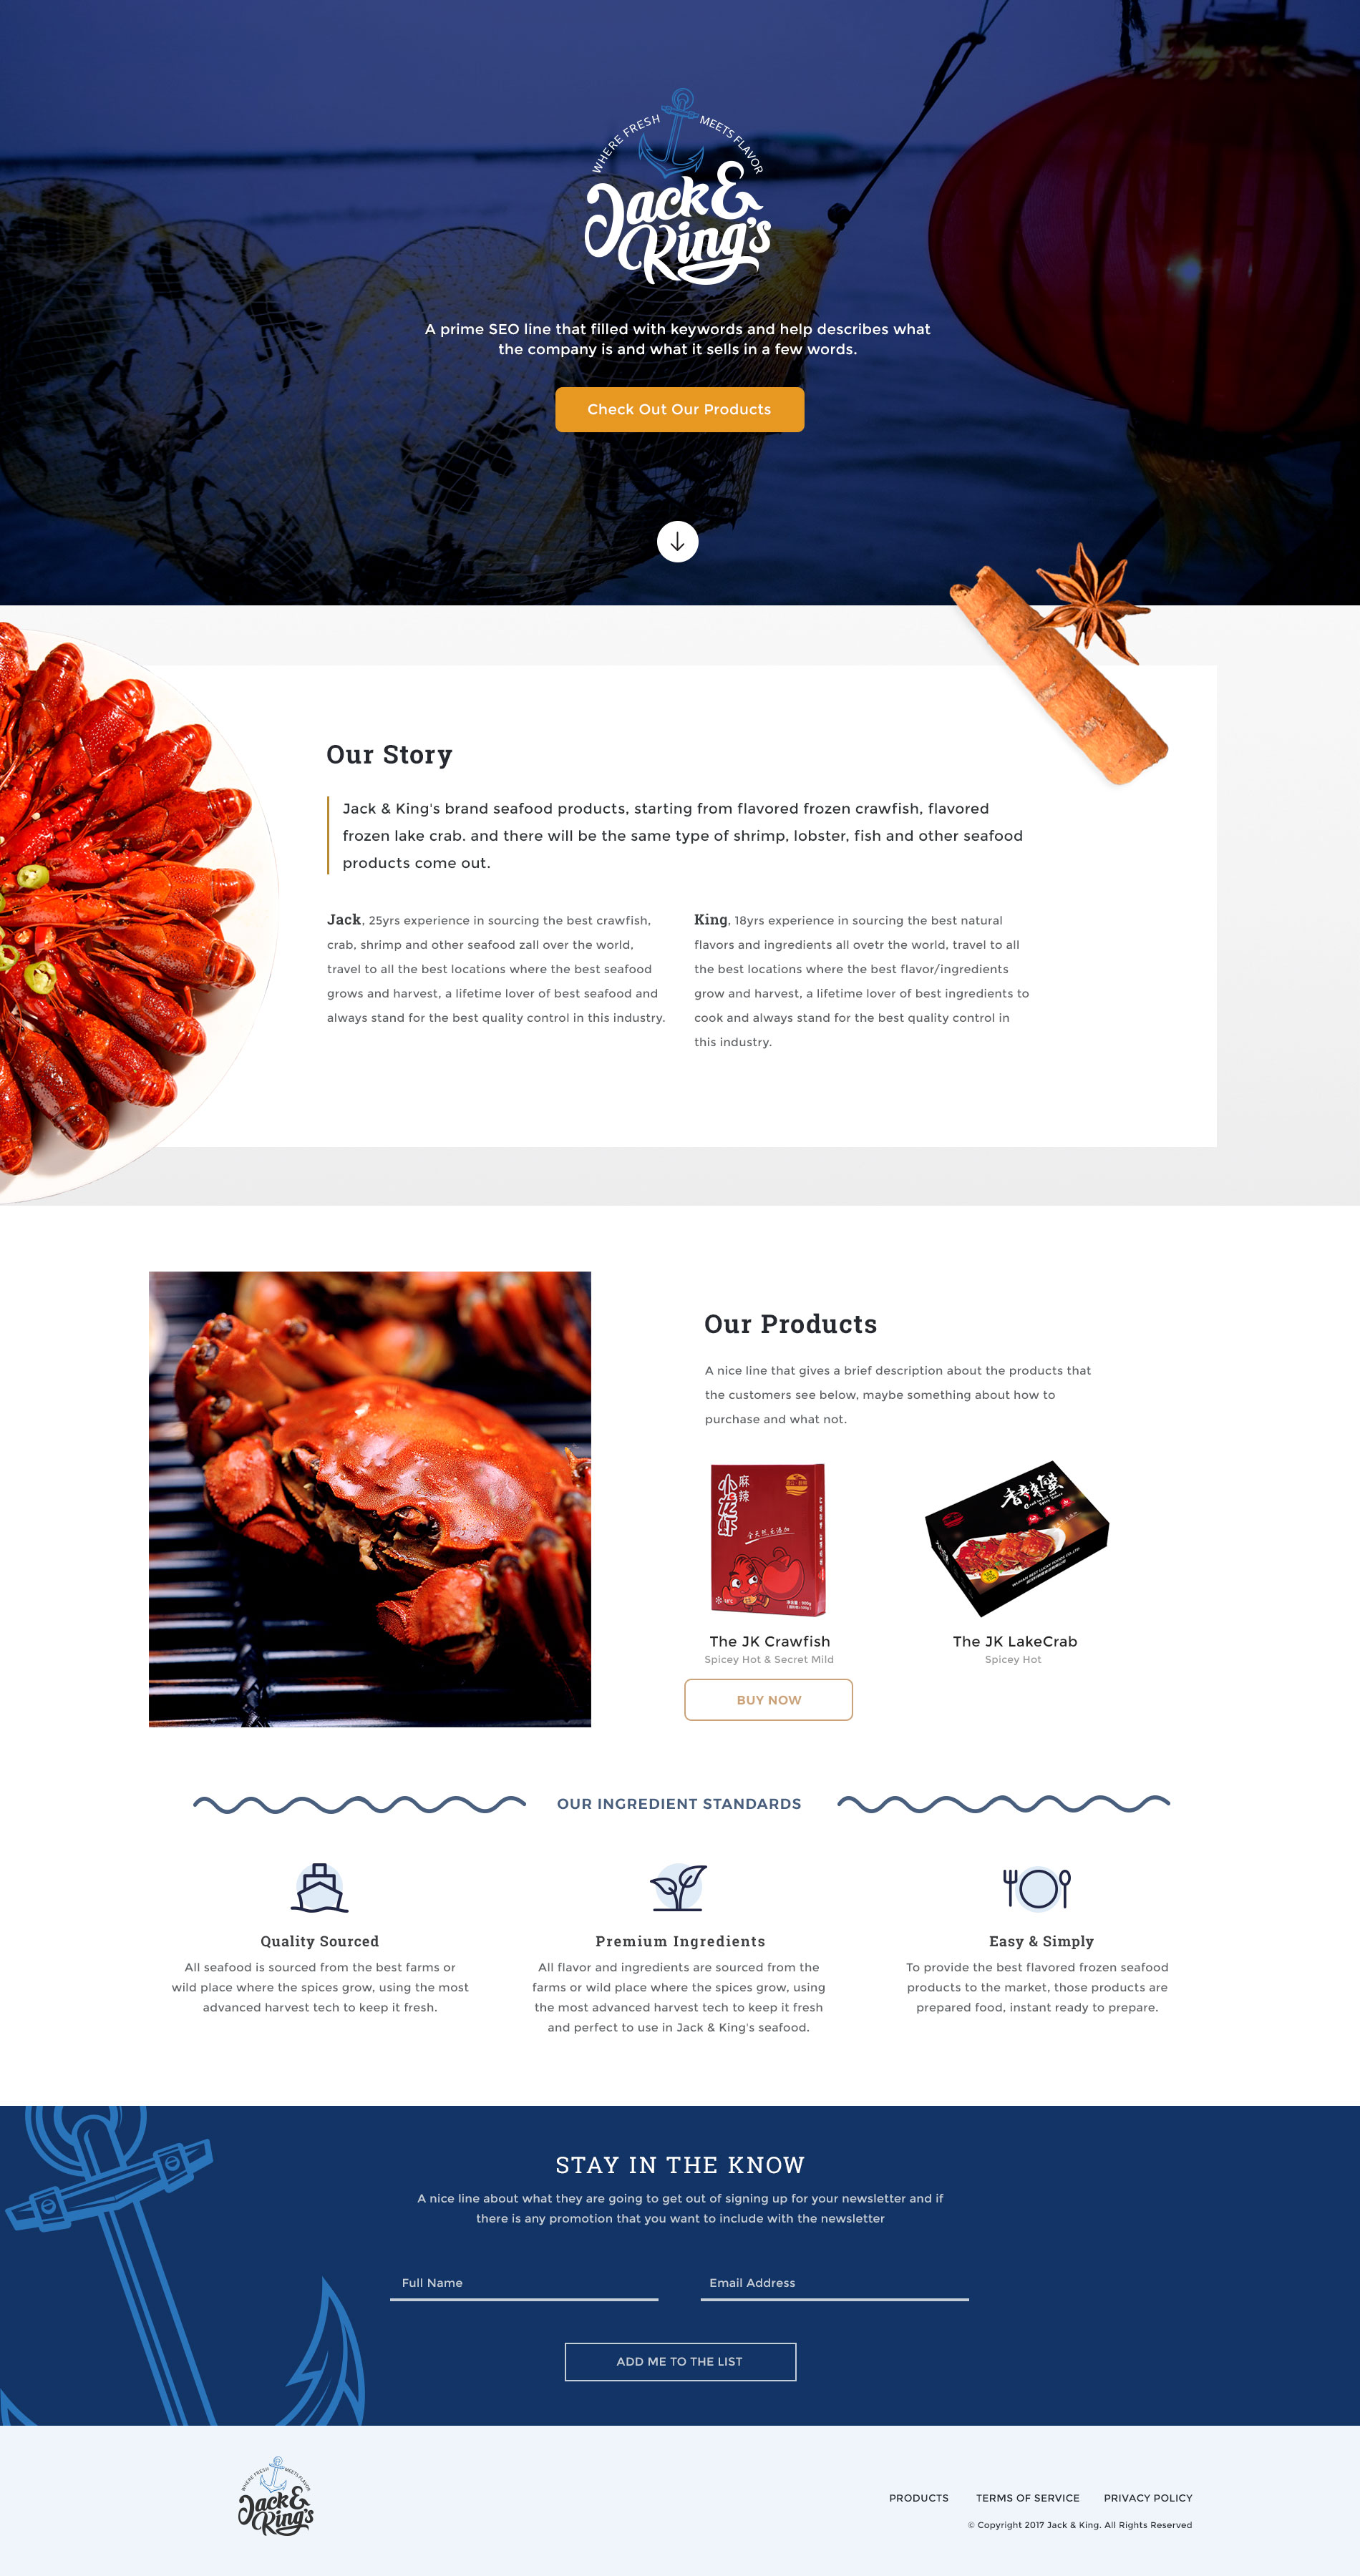 WHERE FRESH MEETS FLAVOR
Jack &
King's
A prime SEO line that filled with keywords and help describes what
the company is and what it sells in a few words.
Check Out Our Products
Our Story
Jack & King's brand seafood products, starting from flavored frozen crawfish, flavored
frozen lake crab. and there will be the same type of shrimp, lobster, fish and other seafood
products come out.
Jack, 25yrs experience in sourcing the best crawfish,
crab, shrimp and other seafood zall over the world,
travel to all the best locations where the best seafood
grows and harvest, a lifetime lover of best seafood and
always stand for the best quality control in this industry.
King, 18yrs experience in sourcing the best natural
flavors and ingredients all ovetr the world, travel to all
the best locations where the best flavor/ingredients
grow and harvest, a lifetime lover of best ingredients to
cook and always stand for the best quality control in
this industry.
Our Products
A nice line that gives a brief description about the products that
the customers see below, maybe something about how to
purchase and what not.
麻辣
小龙虾
香辣蟹
The JK Crawfish
Spicey Hot & Secret Mild
BUY NOW
The JK LakeCrab
Spicey Hot
OUR INGREDIENT STANDARDS
Quality Sourced
All seafood is sourced from the best farms or
wild place where the spices grow, using the most
advanced harvest tech to keep it fresh.
Premium Ingredients
All flavor and ingredients are sourced from the
farms or wild place where the spices grow, using
the most advanced harvest tech to keep it fresh
and perfect to use in Jack & King's seafood.
Easy & Simply
To provide the best flavored frozen seafood
products to the market, those products are
prepared food, instant ready to prepare.
STAY IN THE KNOW
A nice line about what they are going to get out of signing up for your newsletter and if
there is any promotion that you want to include with the newsletter
Full Name
Email Address
ADD ME TO THE LIST
WHERE FRESH MEETS FLAVOR
Jack &
King's
PRODUCTS TERMS OF SERVICE PRIVACY POLICY
© Copyright 2017 Jack & King. All Rights Reserved